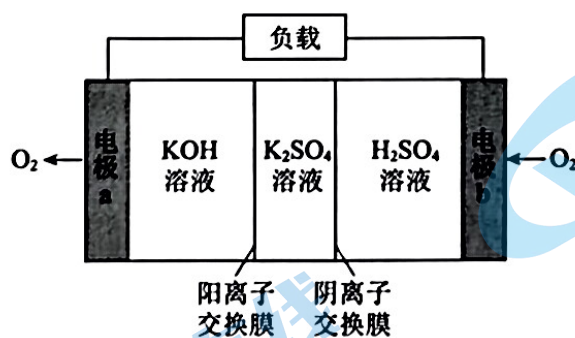 负载
O₂
电极a
KOH
溶液
K₂SO₄
溶液
H₂SO₄
溶液
电极b
O₂
阳离子
交换膜
阴离子
交换膜